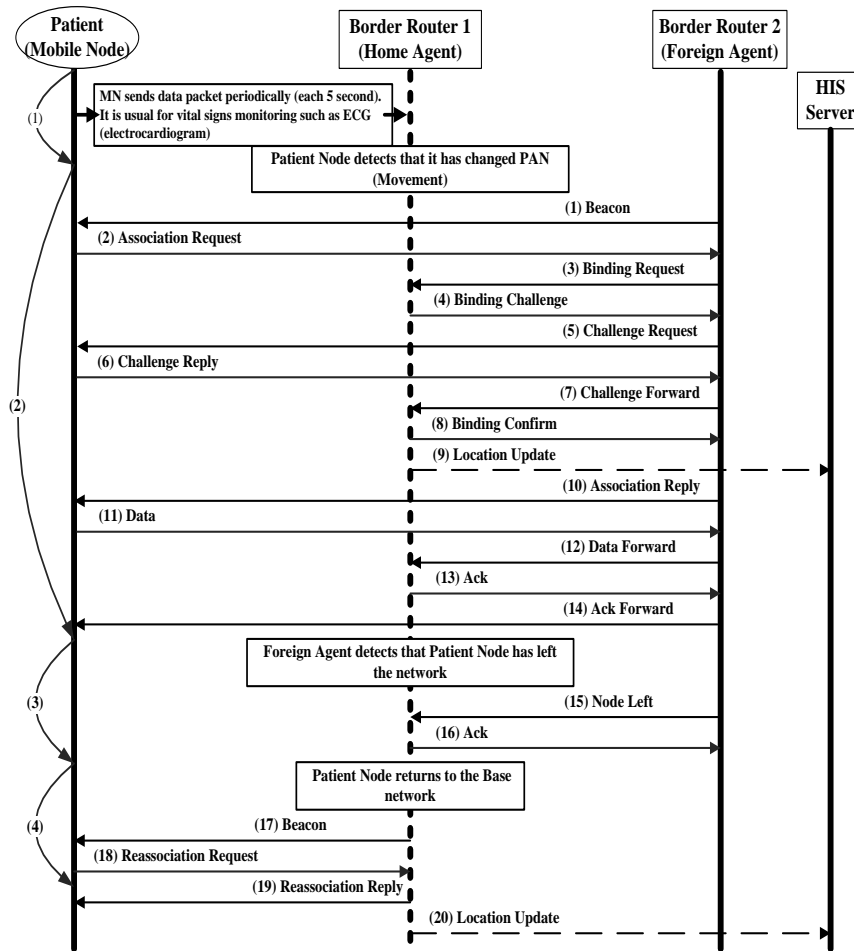 Patient
(Mobile Node)
Border Router 1
(Home Agent)
Border Router 2
(Foreign Agent)
HIS
Server
(1)
MN sends data packet periodically (each 5 second).
It is usual for vital signs monitoring such as ECG
(electrocardiogram)
Patient Node detects that it has changed PAN
(Movement)
(1) Beacon
(2) Association Request
(3) Binding Request
(4) Binding Challenge
(5) Challenge Request
(6) Challenge Reply
(7) Challenge Forward
(2)
(8) Binding Confirm
(9) Location Update
(10) Association Reply
(11) Data
(12) Data Forward
(13) Ack
(14) Ack Forward
Foreign Agent detects that Patient Node has left
the network
(3)
(15) Node Left
(16) Ack
Patient Node returns to the Base
network
(4)
(17) Beacon
(18) Reassociation Request
(19) Reassociation Reply
(20) Location Update